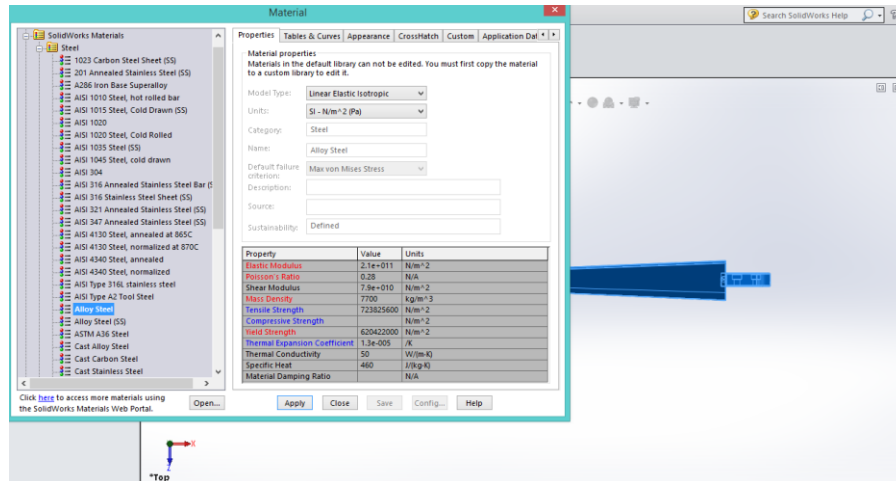 Material
Search SolidWorks Help
SolidWorks Materials
Steel
1023 Carbon Steel Sheet (SS)
201 Annealed Stainless Steel (SS)
A286 Iron Base Superalloy
AISI 1010 Steel, hot rolled bar
AISI 1015 Steel, Cold Drawn (SS)
AISI 1020
AISI 1020 Steel, Cold Rolled
AISI 1035 Steel (SS)
AISI 1045 Steel, cold drawn
AISI 304
AISI 316 Annealed Stainless Steel Bar (S
AISI 316 Stainless Steel Sheet (SS)
AISI 321 Annealed Stainless Steel (SS)
AISI 347 Annealed Stainless Steel (SS)
AISI 4130 Steel, annealed at 865C
AISI 4130 Steel, normalized at 870C
AISI 4340 Steel, annealed
AISI 4340 Steel, normalized
AISI Type 316L stainless steel
AISI Type A2 Tool Steel
Alloy Steel
Alloy Steel (SS)
ASTM A36 Steel
Cast Alloy Steel
Cast Carbon Steel
Cast Stainless Steel
Click here to access more materials using
the SolidWorks Materials Web Portal.
Open...
Properties Tables & Curves Appearance CrossHatch Custom Application Dat
Material properties
Materials in the default library can not be edited. You must first copy the material
to a custom library to edit it.
Model Type: Linear Elastic Isotropic
Units: SI - N/m^2 (Pa)
Category: Steel
Name: Alloy Steel
Default failure criterion: Max von Mises Stress
Description:
Source:
Sustainability: Defined
Property Value Units
Elastic Modulus 2.1e+011 N/m^2
Poisson's Ratio 0.28 N/A
Shear Modulus 7.9e+010 N/m^2
Mass Density 7700 kg/m^3
Tensile Strength 723825600 N/m^2
Compressive Strength N/m^2
Yield Strength 620422000 N/m^2
Thermal Expansion Coefficient 1.3e-005 /K
Thermal Conductivity 50 W/(m·K)
Specific Heat 460 J/(kg·K)
Material Damping Ratio N/A
Apply Close Save Config... Help
X
Z
*Top